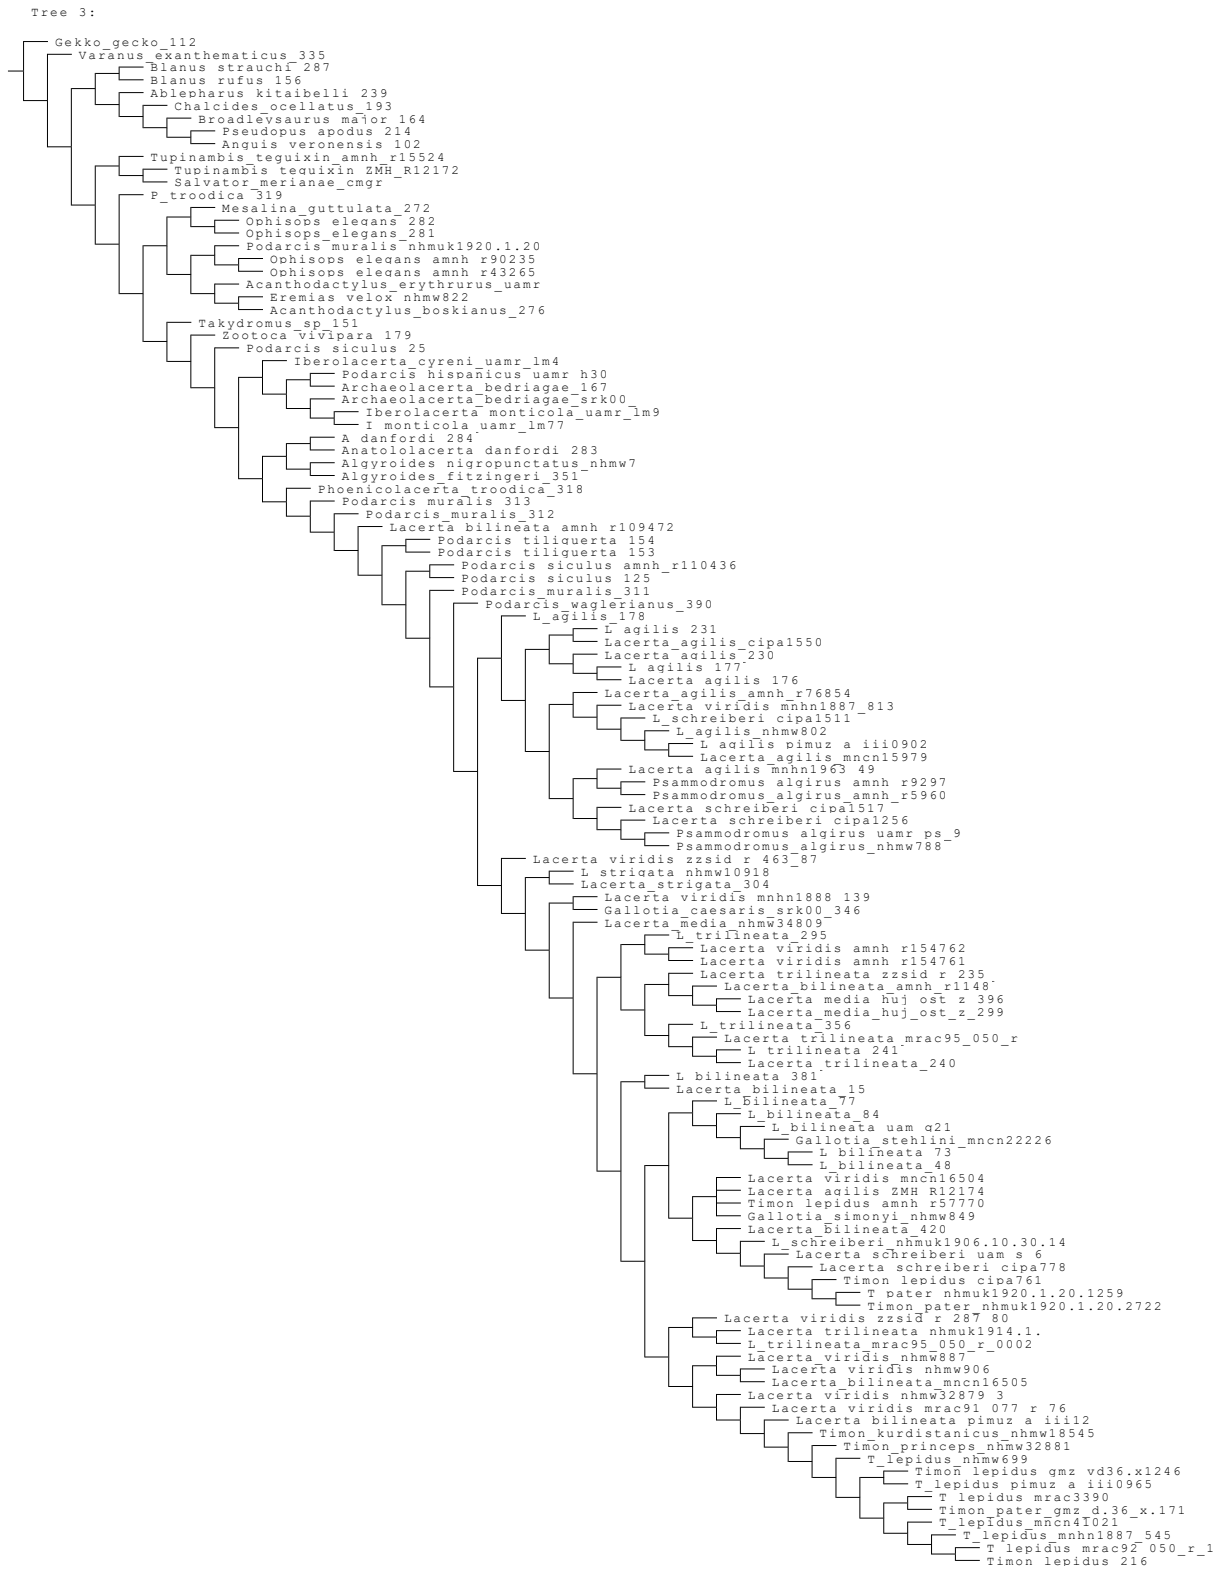 Tree 3:
Gekko_gecko_112
Varanus_exanthematicus_335
Blanus_strauchi_287
Blanus_rufus_156
Ablepharus_kitaibelli_239
Chalcides_ocellatus_193
Broadleysaurus_major_164
Pseudopus_apodus_214
Anguis_veronensis_102
Tupinambis_teguixin_amnh_r15524
Tupinambis_teguixin_ZMH_R12172
Salvator_merianae_cmgr
P_troodica_319
Mesalina_guttulata_272
Ophisops_elegans_282
Ophisops_elegans_281
Podarcis_muralis_nhmuk1920.1.20
Ophisops_elegans_amnh_r90235
Ophisops_elegans_amnh_r43265
Acanthodactylus_erythrurus_uamr
Eremias_velox_nhmw822
Acanthodactylus_boskianus_276
Takydromus_sp_151
Zootoca_vivipara_179
Podarcis_siculus_25
Iberolacerta_cyreni_uamr_lm4
Podarcis_hispanicus_uamr_h30
Archaeolacerta_bedriagae_167
Archaeolacerta_bedriagae_srk00_
Iberolacerta_monticola_uamr_lm9
I_monticola_uamr_lm77
A_danfordi_284
Anatololacerta_danfordi_283
Algyroides_nigropunctatus_nhmw7
Algyroides_fitzingeri_351
Phoenicolacerta_troodica_318
Podarcis_muralis_313
Podarcis_muralis_312
Lacerta_bilineata_amnh_r109472
Podarcis_tiliguerta_154
Podarcis_tiliguerta_153
Podarcis_siculus_amnh_r110436
Podarcis_siculus_125
Podarcis_muralis_311
Podarcis_waglerianus_390
L_agilis_178
L_agilis_231
Lacerta_agilis_cipa1550
Lacerta_agilis_230
L_agilis_177
Lacerta_agilis_176
Lacerta_agilis_amnh_r76854
Lacerta_viridis_mnhn1887_813
L_schreiberi_cipa1511
L_agilis_nhmw802
L_agilis_pimuz_a_iii0902
Lacerta_agilis_mncn15979
Lacerta_agilis_mnhn1963_49
Psammodromus_algirus_amnh_r9297
Psammodromus_algirus_amnh_r5960
Lacerta_schreiberi_cipa1517
Lacerta_schreiberi_cipa1256
Psammodromus_algirus_uamr_ps_9
Psammodromus_algirus_nhmw788
Lacerta_viridis_zzsid_r_463_87
L_strigata_nhmw10918
Lacerta_strigata_304
Lacerta_viridis_mnhn1888_139
Gallotia_caesaris_srk00_346
Lacerta_media_nhmw34809
L_trilineata_295
Lacerta_viridis_amnh_r154762
Lacerta_viridis_amnh_r154761
Lacerta_trilineata_zzsid_r_235
Lacerta_bilineata_amnh_r1148
Lacerta_media_huj_ost_z_396
Lacerta_media_huj_ost_z_299
L_trilineata_356
Lacerta_trilineata_mrac95_050_r
L_trilineata_241
Lacerta_trilineata_240
L_bilineata_381
Lacerta_bilineata_15
L_bilineata_77
L_bilineata_84
L_bilineata_uam_g21
Gallotia_stehlini_mncn22226
L_bilineata_73
L_bilineata_48
Lacerta_viridis_mncn16504
Lacerta_agilis_ZMH_R12174
Timon_lepidus_amnh_r57770
Gallotia_simonyi_nhmw849
Lacerta_bilineata_420
L_schreiberi_nhmuk1906.10.30.14
Lacerta_schreiberi_uam_s_6
Lacerta_schreiberi_cipa778
Timon_lepidus_cipa761
T_pater_nhmuk1920.1.20.1259
Timon_pater_nhmuk1920.1.20.2722
Lacerta_viridis_zzsid_r_287_80
Lacerta_trilineata_nhmuk1914.1.
L_trilineata_mrac95_050_r_0002
Lacerta_viridis_nhmw887
Lacerta_viridis_nhmw906
Lacerta_bilineata_mncn16505
Lacerta_viridis_nhmw32879_3
Lacerta_viridis_mrac91_077_r_76
Lacerta_bilineata_pimuz_a_iii12
Timon_kurdistanicus_nhmw18545
Timon_princeps_nhmw32881
T_lepidus_nhmw699
Timon_lepidus_gmz_vd36.x1246
T_lepidus_pimuz_a_iii0965
T_lepidus_mrac3390
Timon_pater_gmz_d.36_x.171
T_lepidus_mncn41021
T_lepidus_mnhn1887_545
T_lepidus_mrac92_050_r_1
Timon_lepidus_216